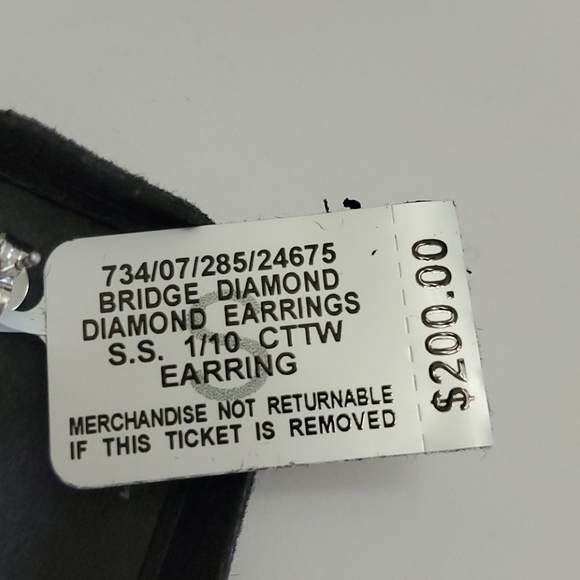 734/07/285/24675
BRIDGE DIAMOND
DIAMOND EARRINGS
S.S. 1/10 CTTW
EARRING
MERCHANDISE NOT RETURNABLE
IF THIS TICKET IS REMOVED
$200.00
S